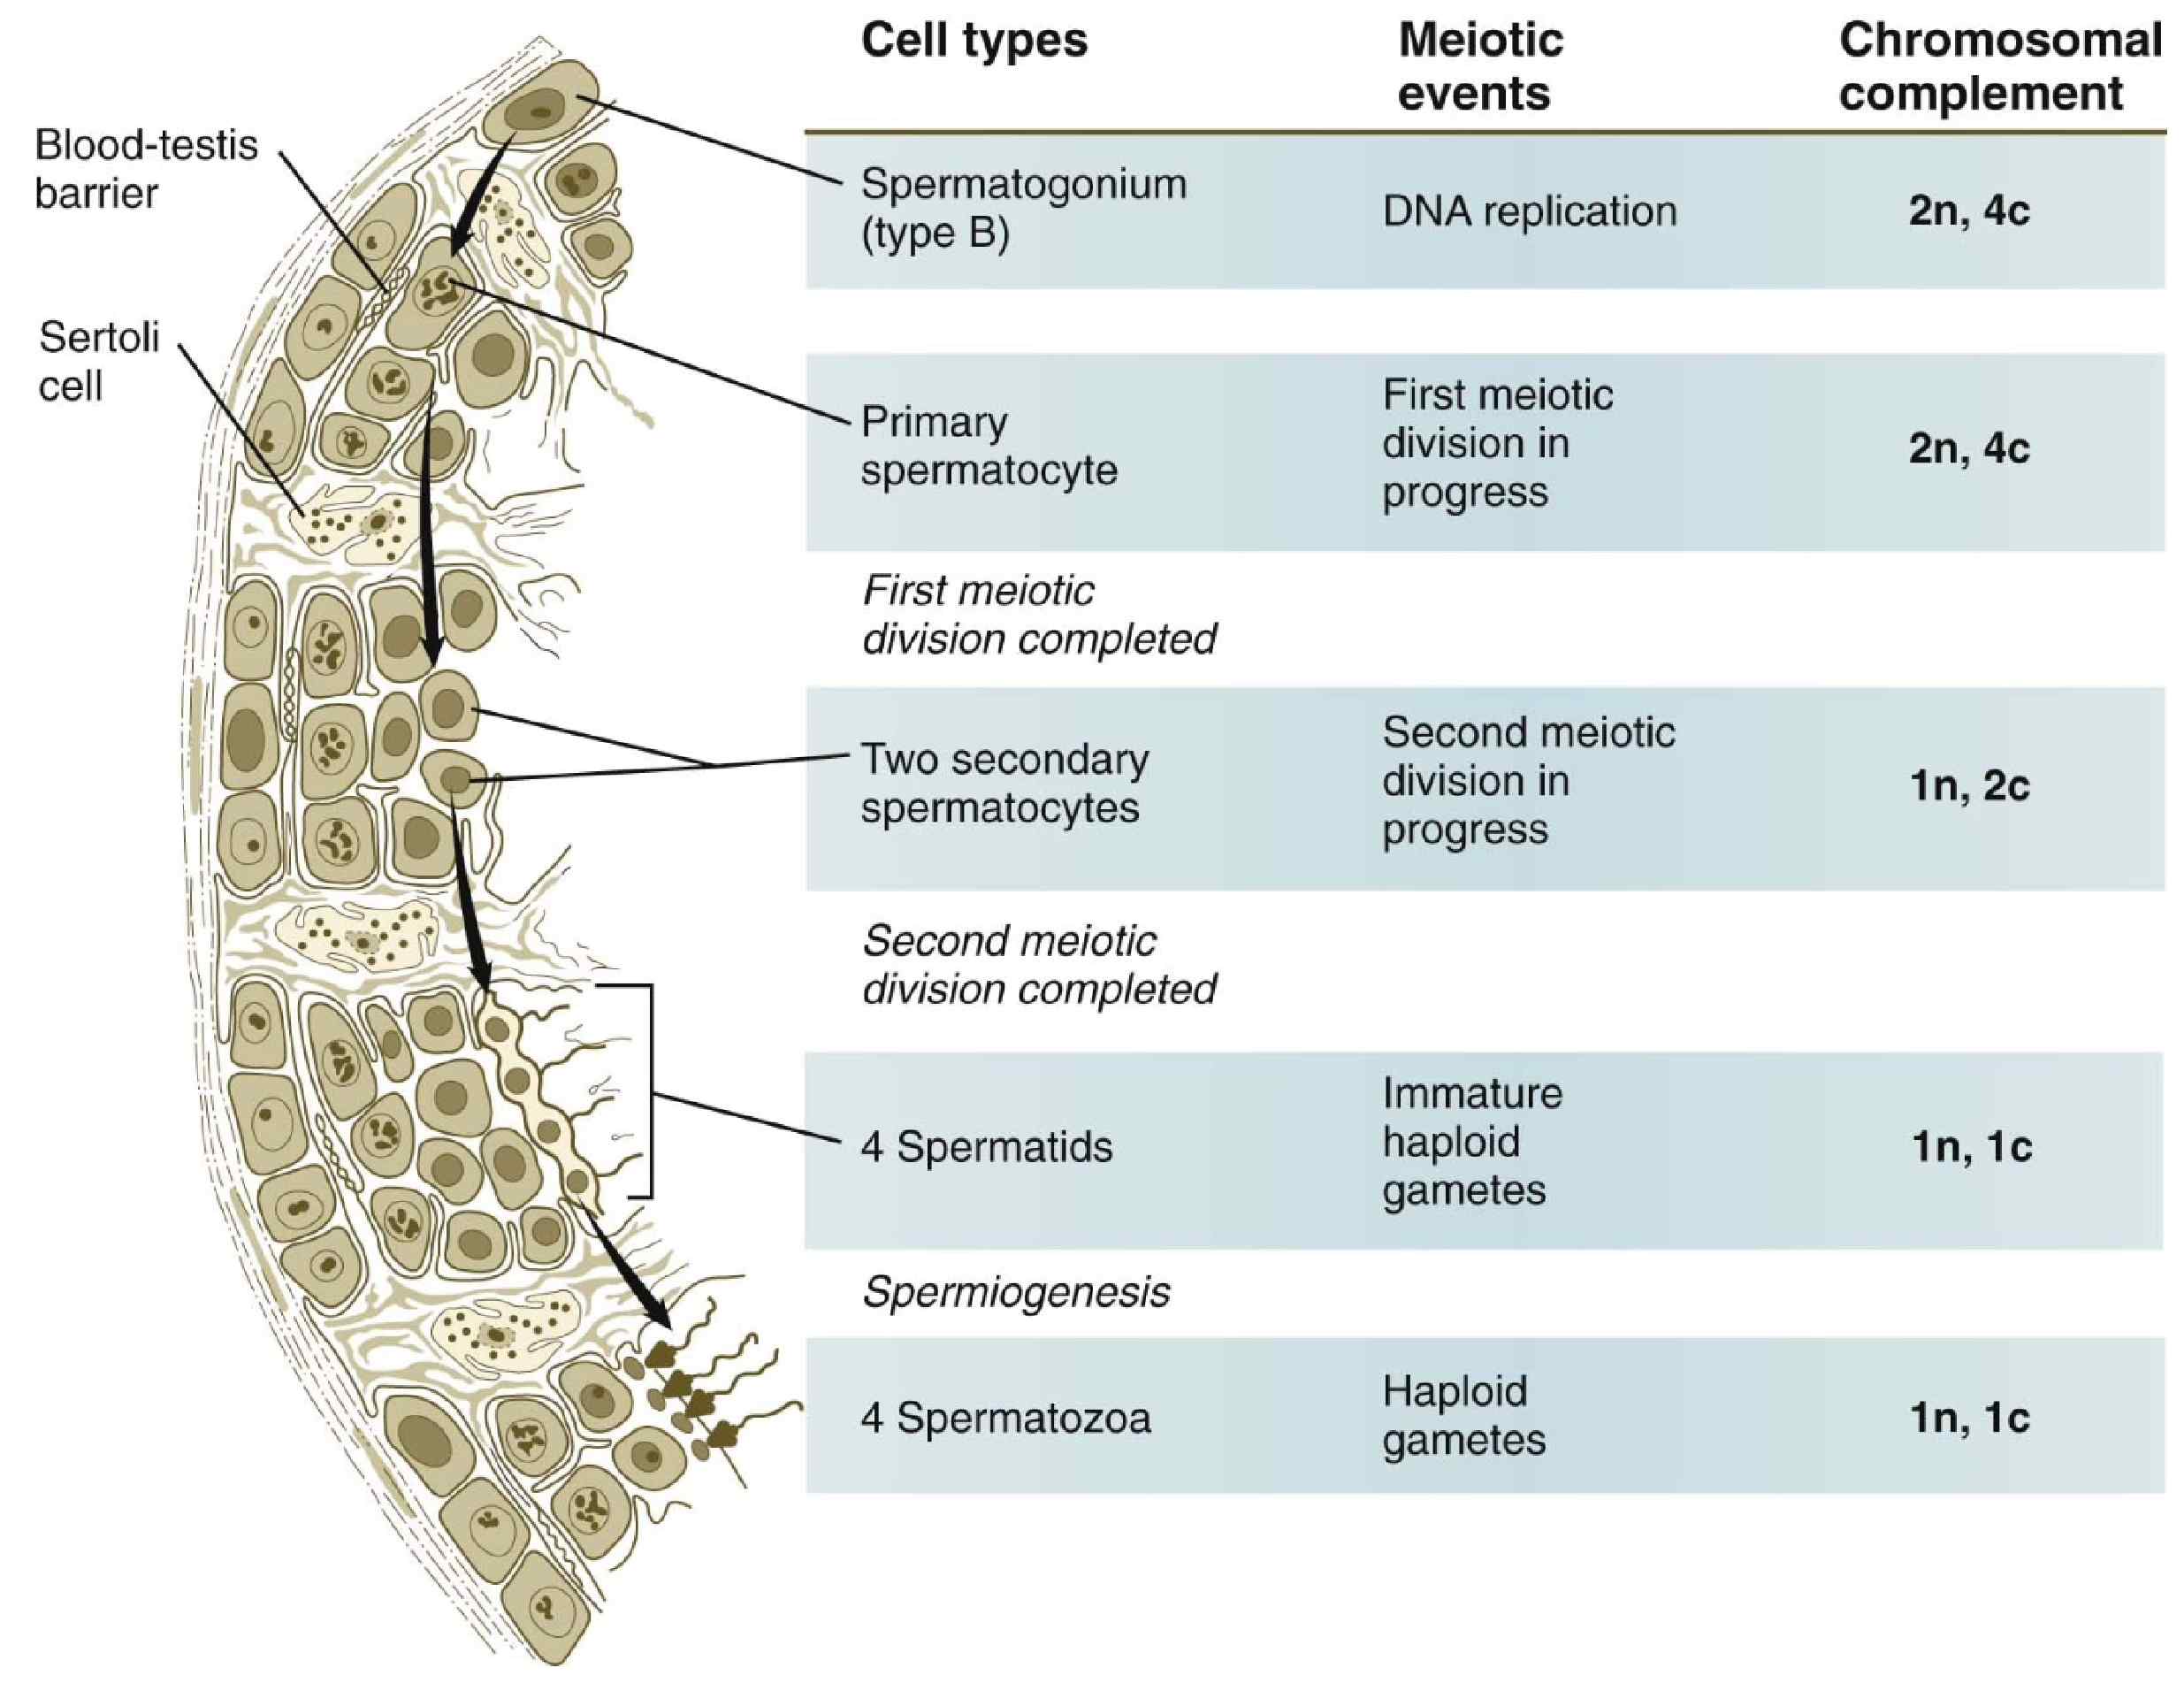 Cell types
Meiotic
events
Chromosomal
complement
Blood-testis
barrier
Sertoli
cell
Spermatogonium
(type B)
DNA replication
2n, 4c
Primary
spermatocyte
First meiotic
division in
progress
2n, 4c
First meiotic
division completed
Two secondary
spermatocytes
Second meiotic
division in
progress
1n, 2c
Second meiotic
division completed
4 Spermatids
Immature
haploid
gametes
1n, 1c
Spermiogenesis
4 Spermatozoa
Haploid
gametes
1n, 1c